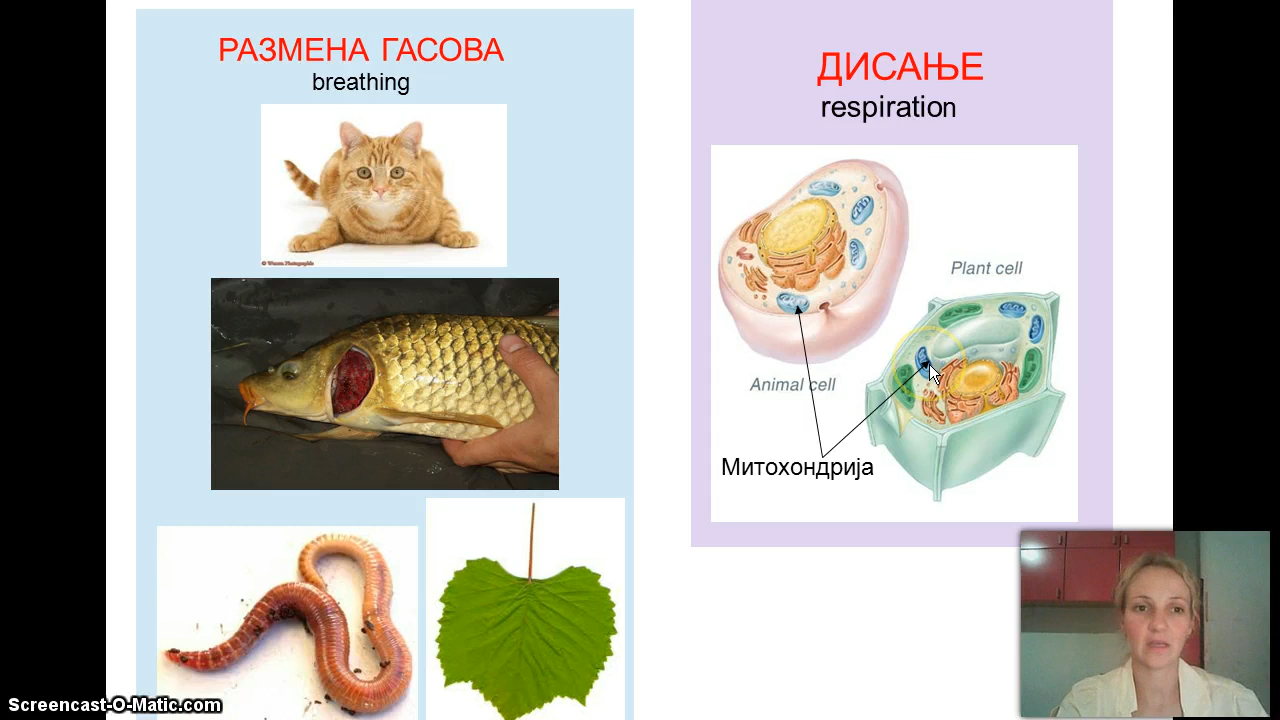 РАЗМЕНА ГАСОВА
breathing
ДИСАЊЕ
respiration
Plant cell
Animal cell
Митохондрија
Screencast-O-Matic.com